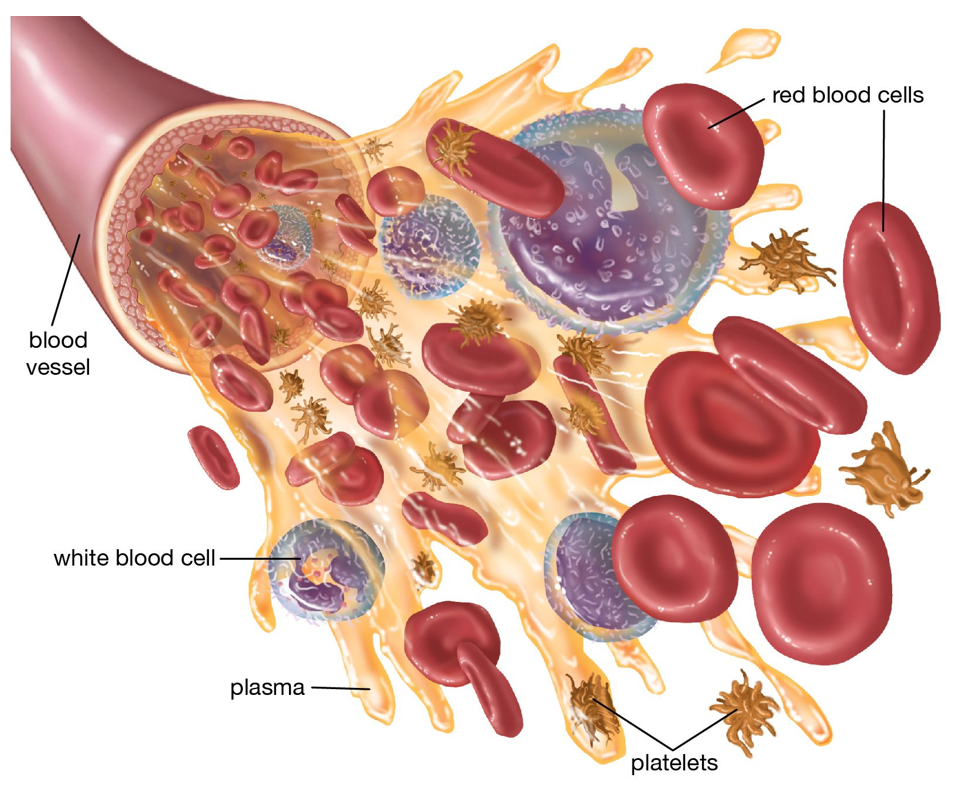 red blood cells
blood
vessel
white blood cell
plasma
platelets